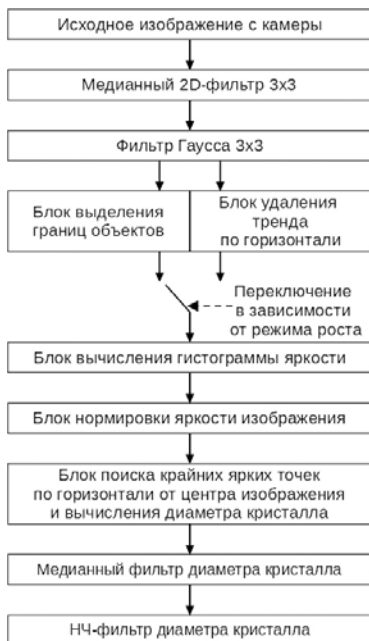 Исходное изображение с камеры
Медианный 2D-фильтр 3х3
Фильтр Гаусса 3х3
Блок выделения
границ объектов
Блок удаления
тренда
по горизонтали
Переключение
в зависимости
от режима роста
Блок вычисления гистограммы яркости
Блок нормировки яркости изображения
Блок поиска крайних ярких точек
по горизонтали от центра изображения
и вычисления диаметра кристалла
Медианный фильтр диаметра кристалла
НЧ-фильтр диаметра кристалла